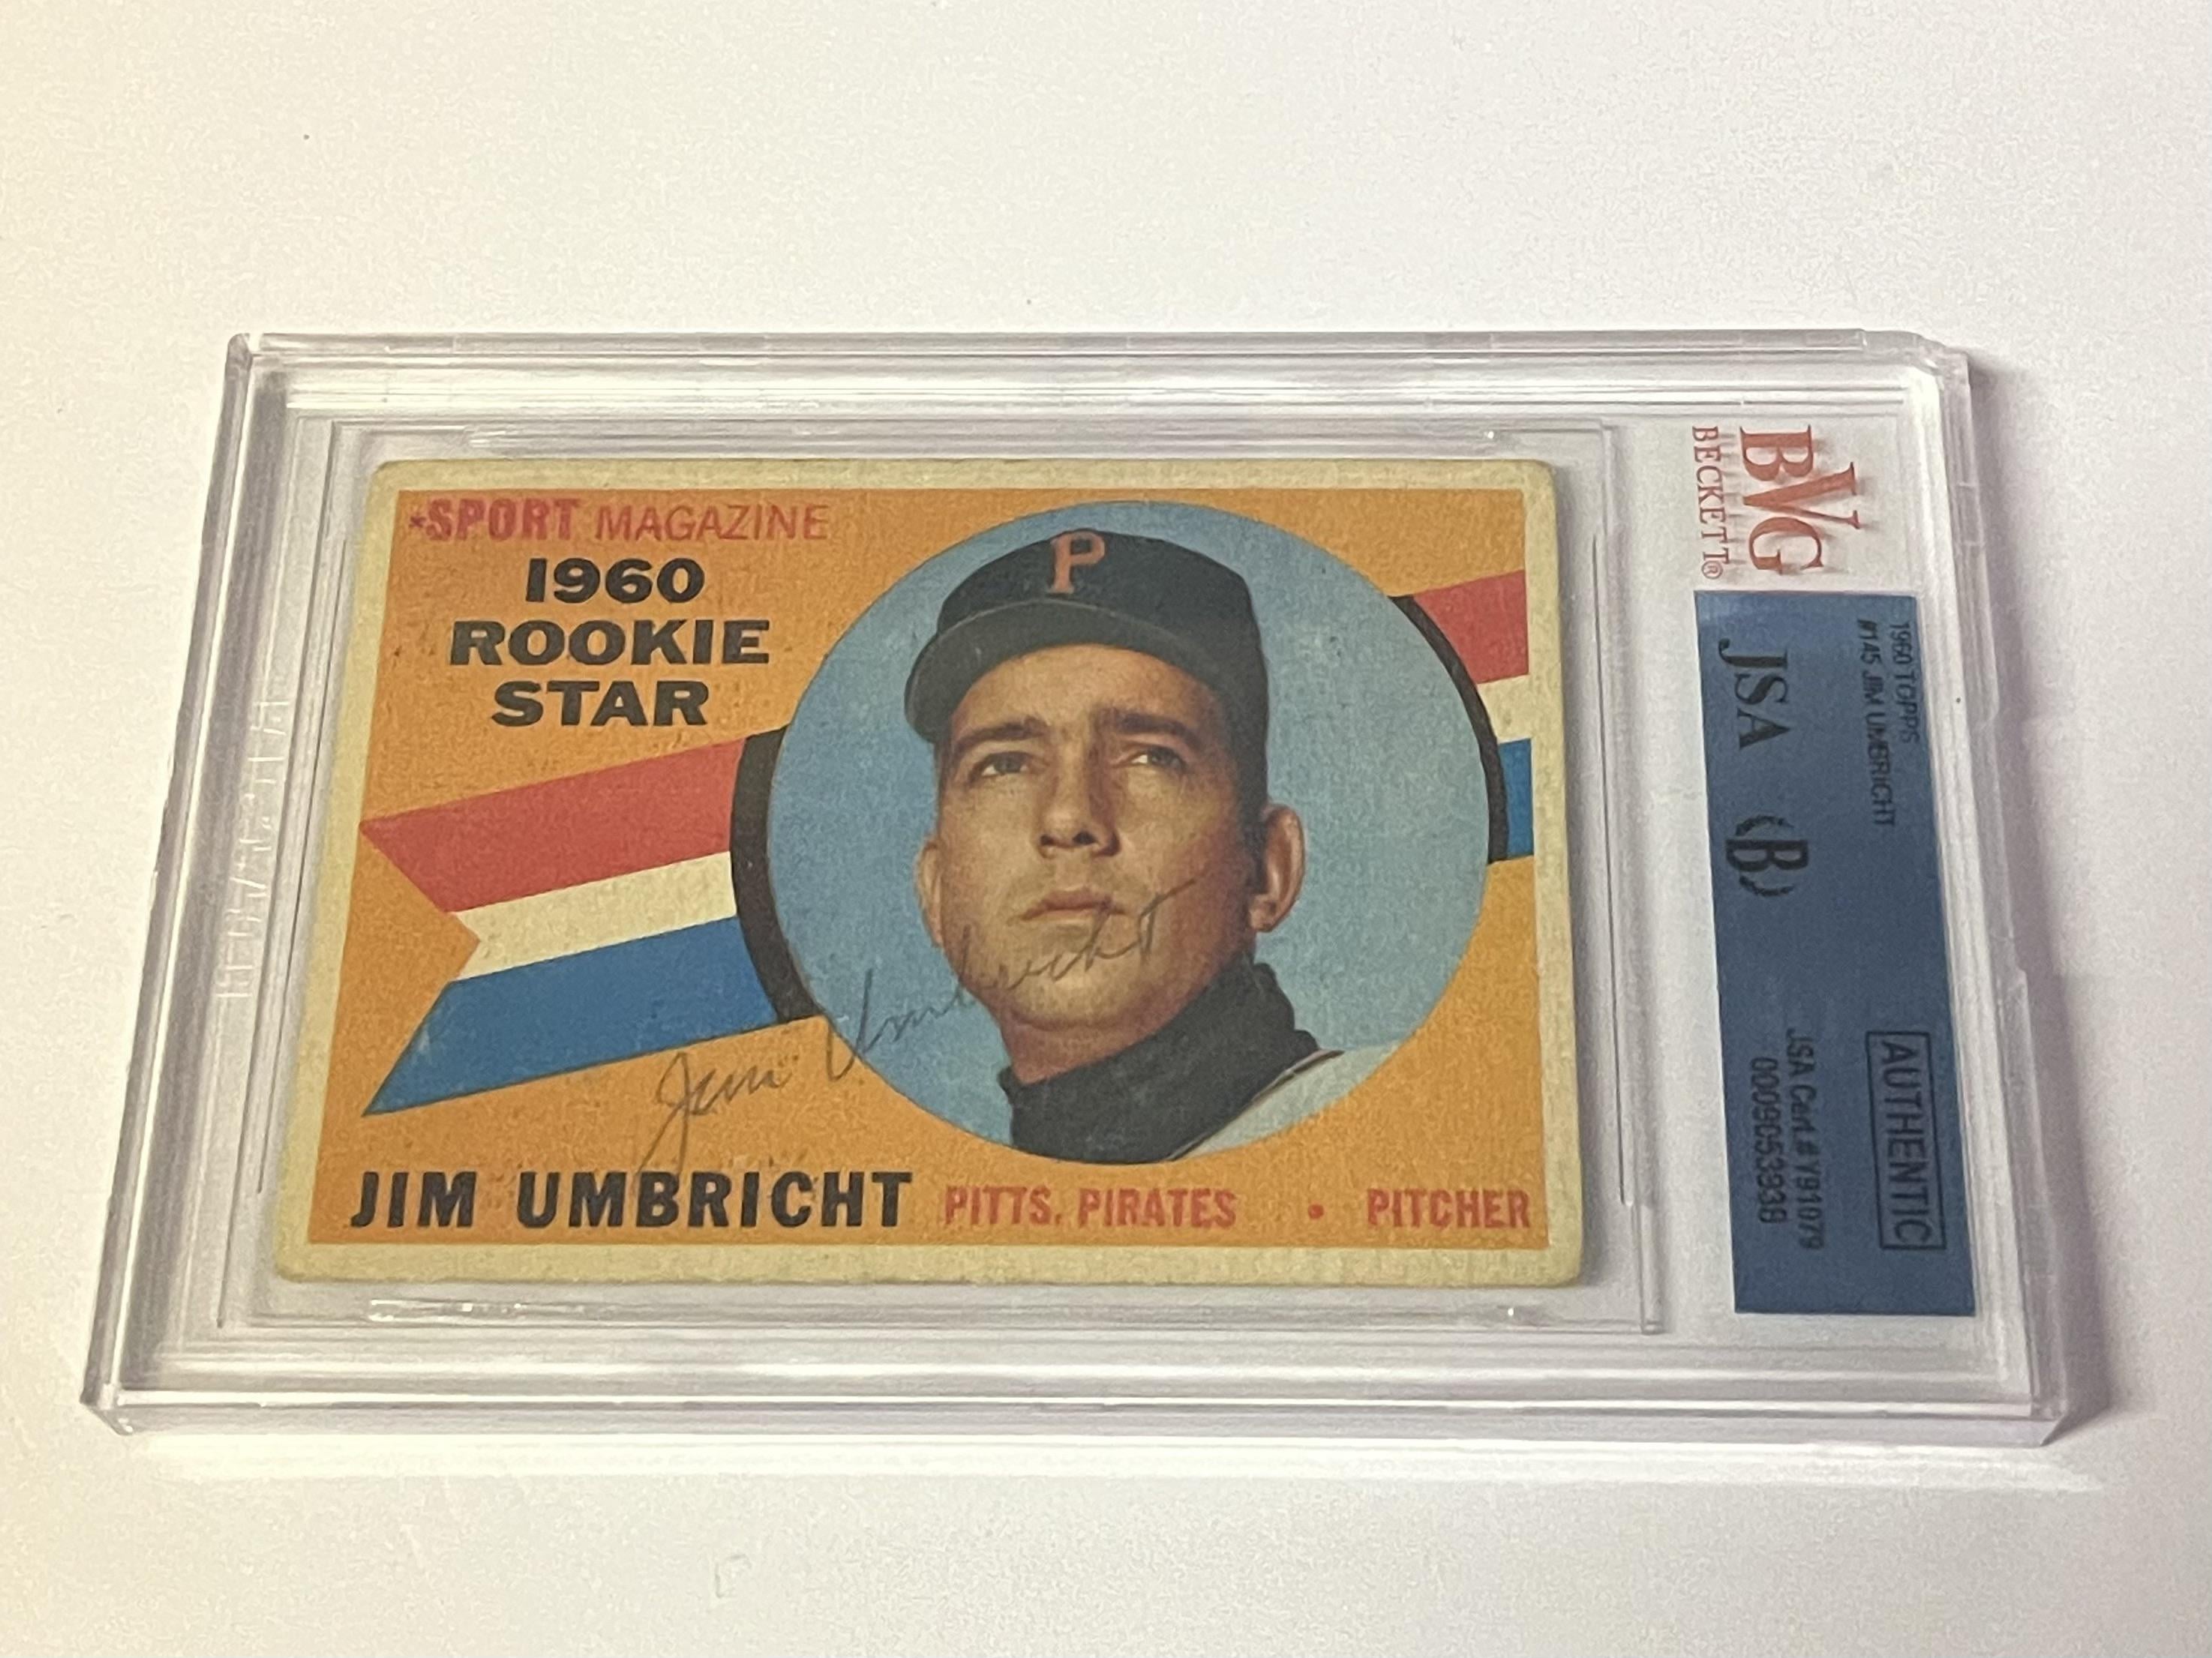 *SPORT MAGAZINE
1960
ROOKIE
STAR
P
Jim Umbricht
JIM UMBRICHT PITTS. PIRATES • PITCHER
BVG
BECKETT®
1960 TOPPS
#145 JIM UMBRICHT
JSA (B)
AUTHENTIC
JSA Cert # Y91079